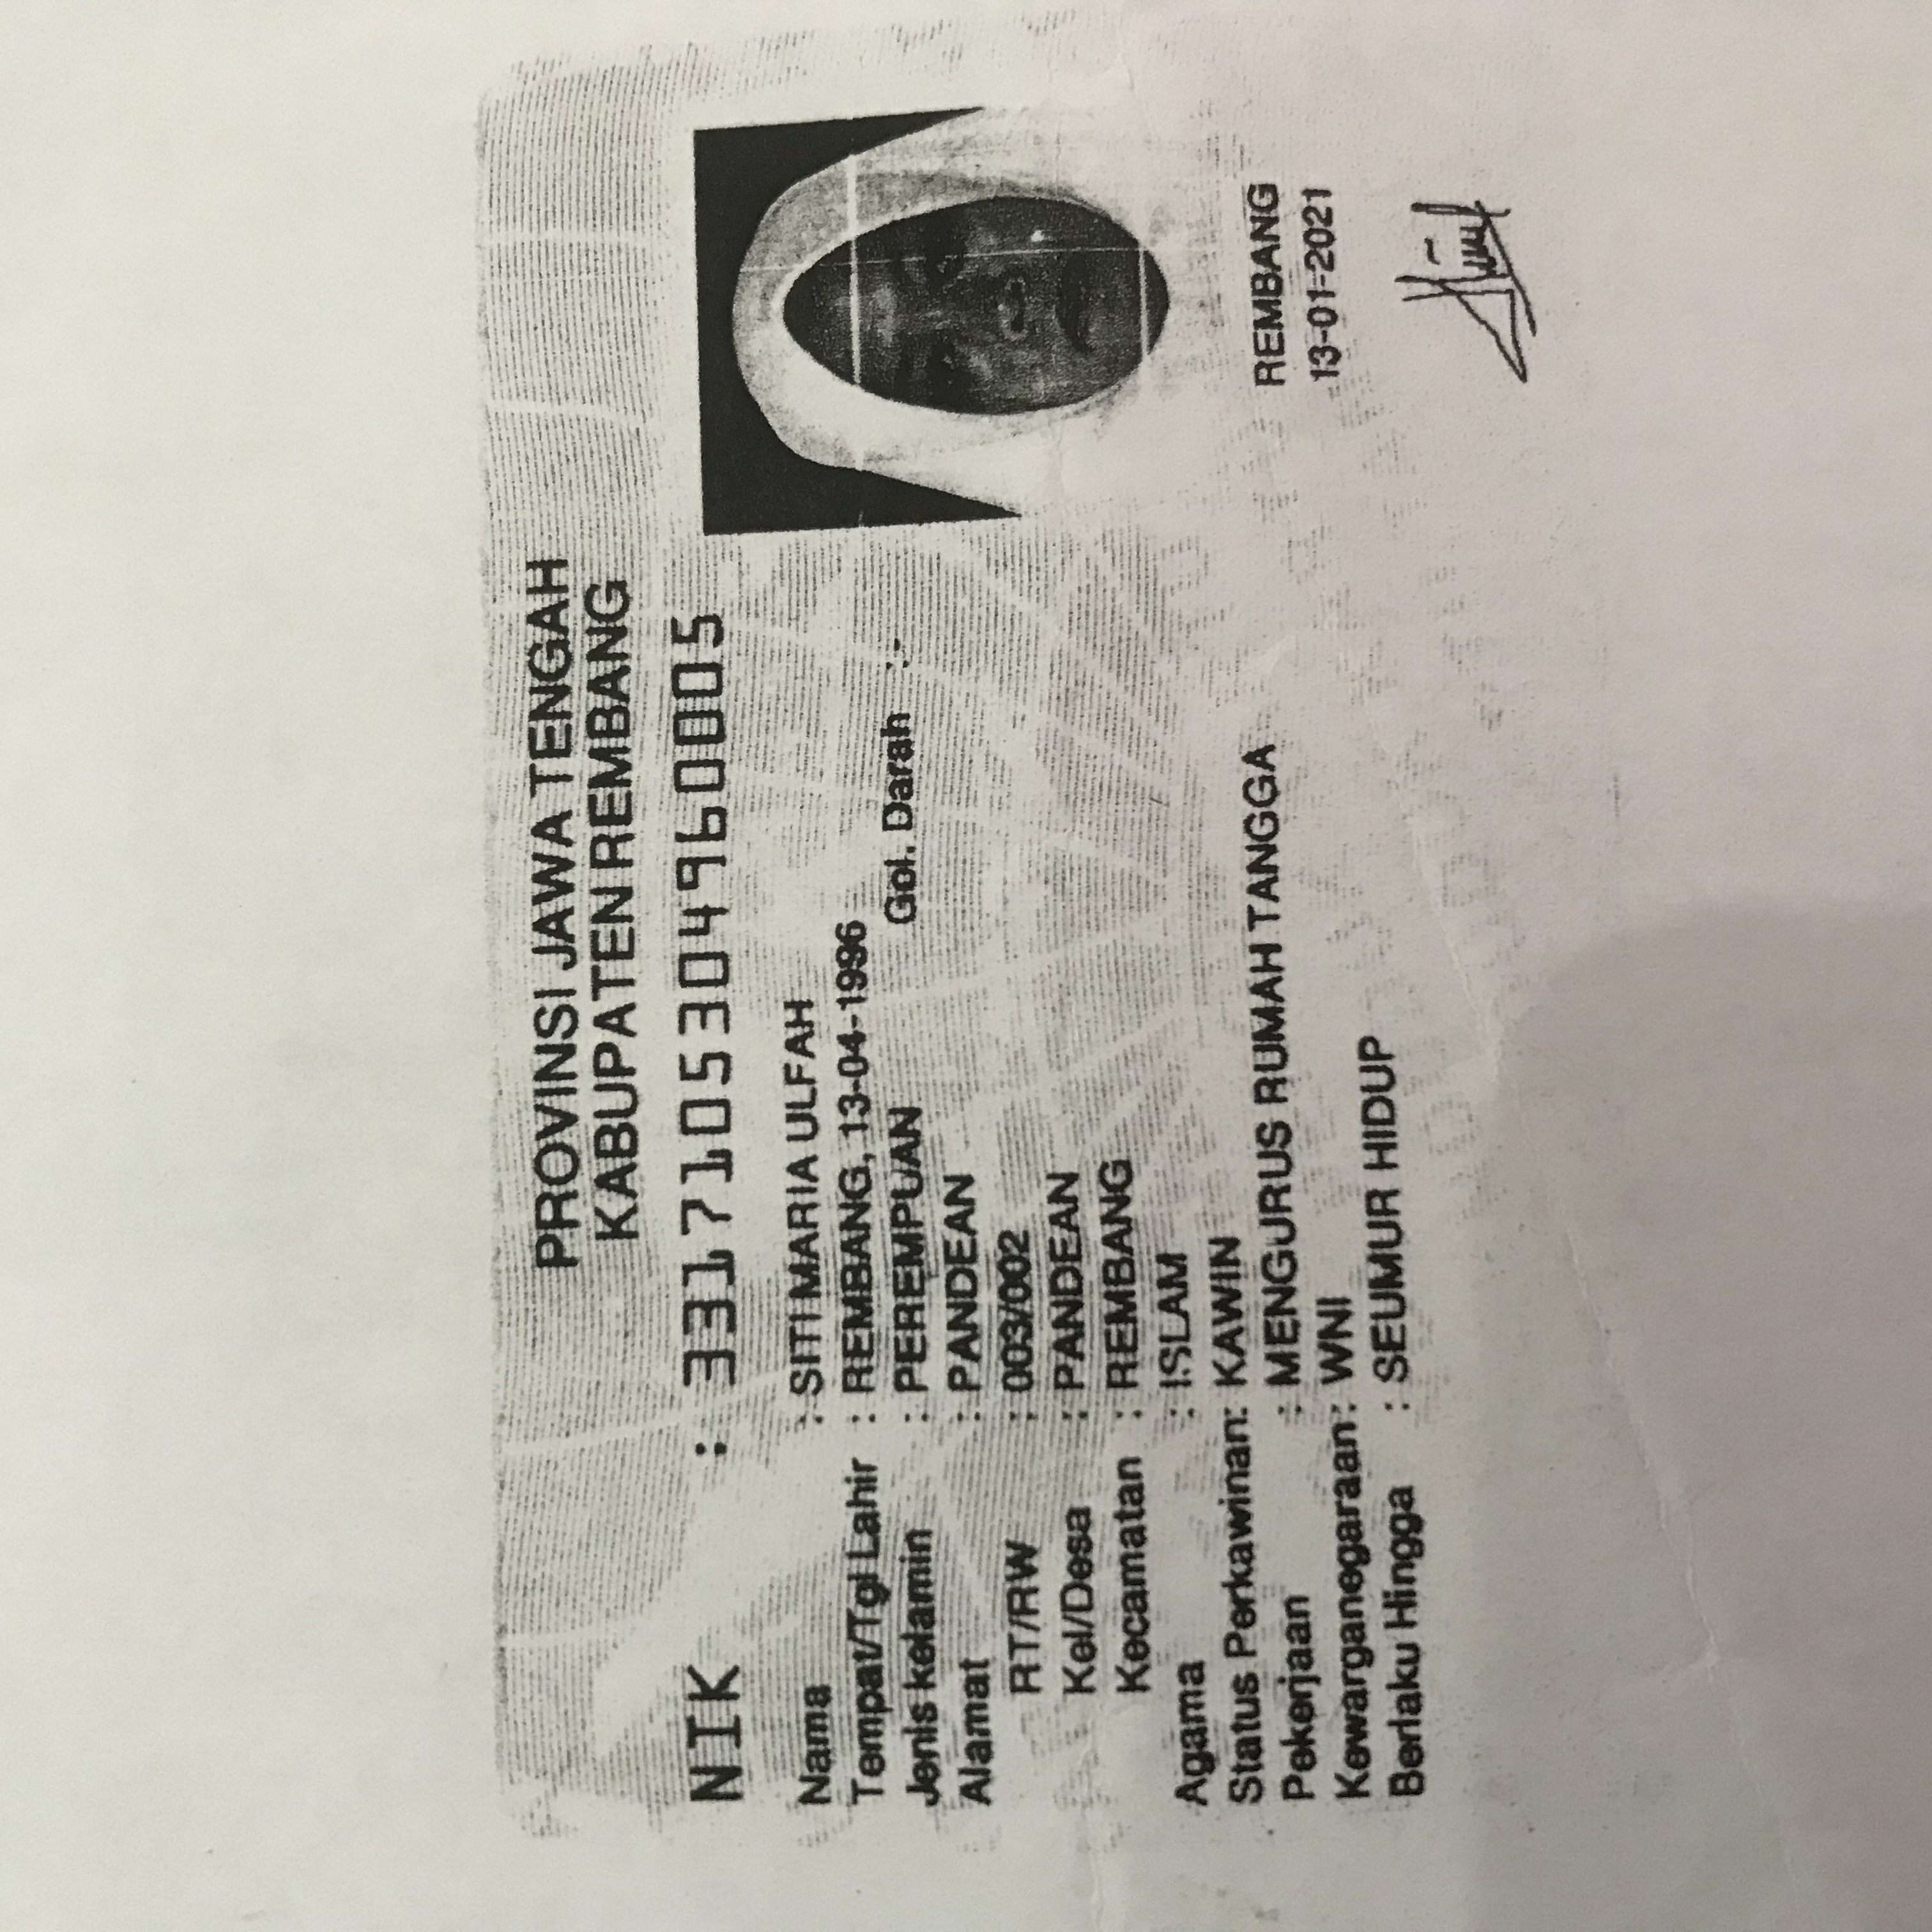 PROVINSI JAWA TENGAH
KABUPATEN REMBANG
NIK : 3317105304960005
Nama : SITI MARIA ULFAH
Tempat/Tgl Lahir : REMBANG, 13-04-1996
Jenis kelamin : PEREMPUAN Gol. Darah :-
Alamat : PANDEAN
RT/RW : 003/002
Kel/Desa : PANDEAN
Kecamatan : REMBANG
Agama : ISLAM
Status Perkawinan: KAWIN
Pekerjaan : MENGURUS RUMAH TANGGA
Kewarganegaraan: WNI
Berlaku Hingga : SEUMUR HIDUP
REMBANG
13-01-2021